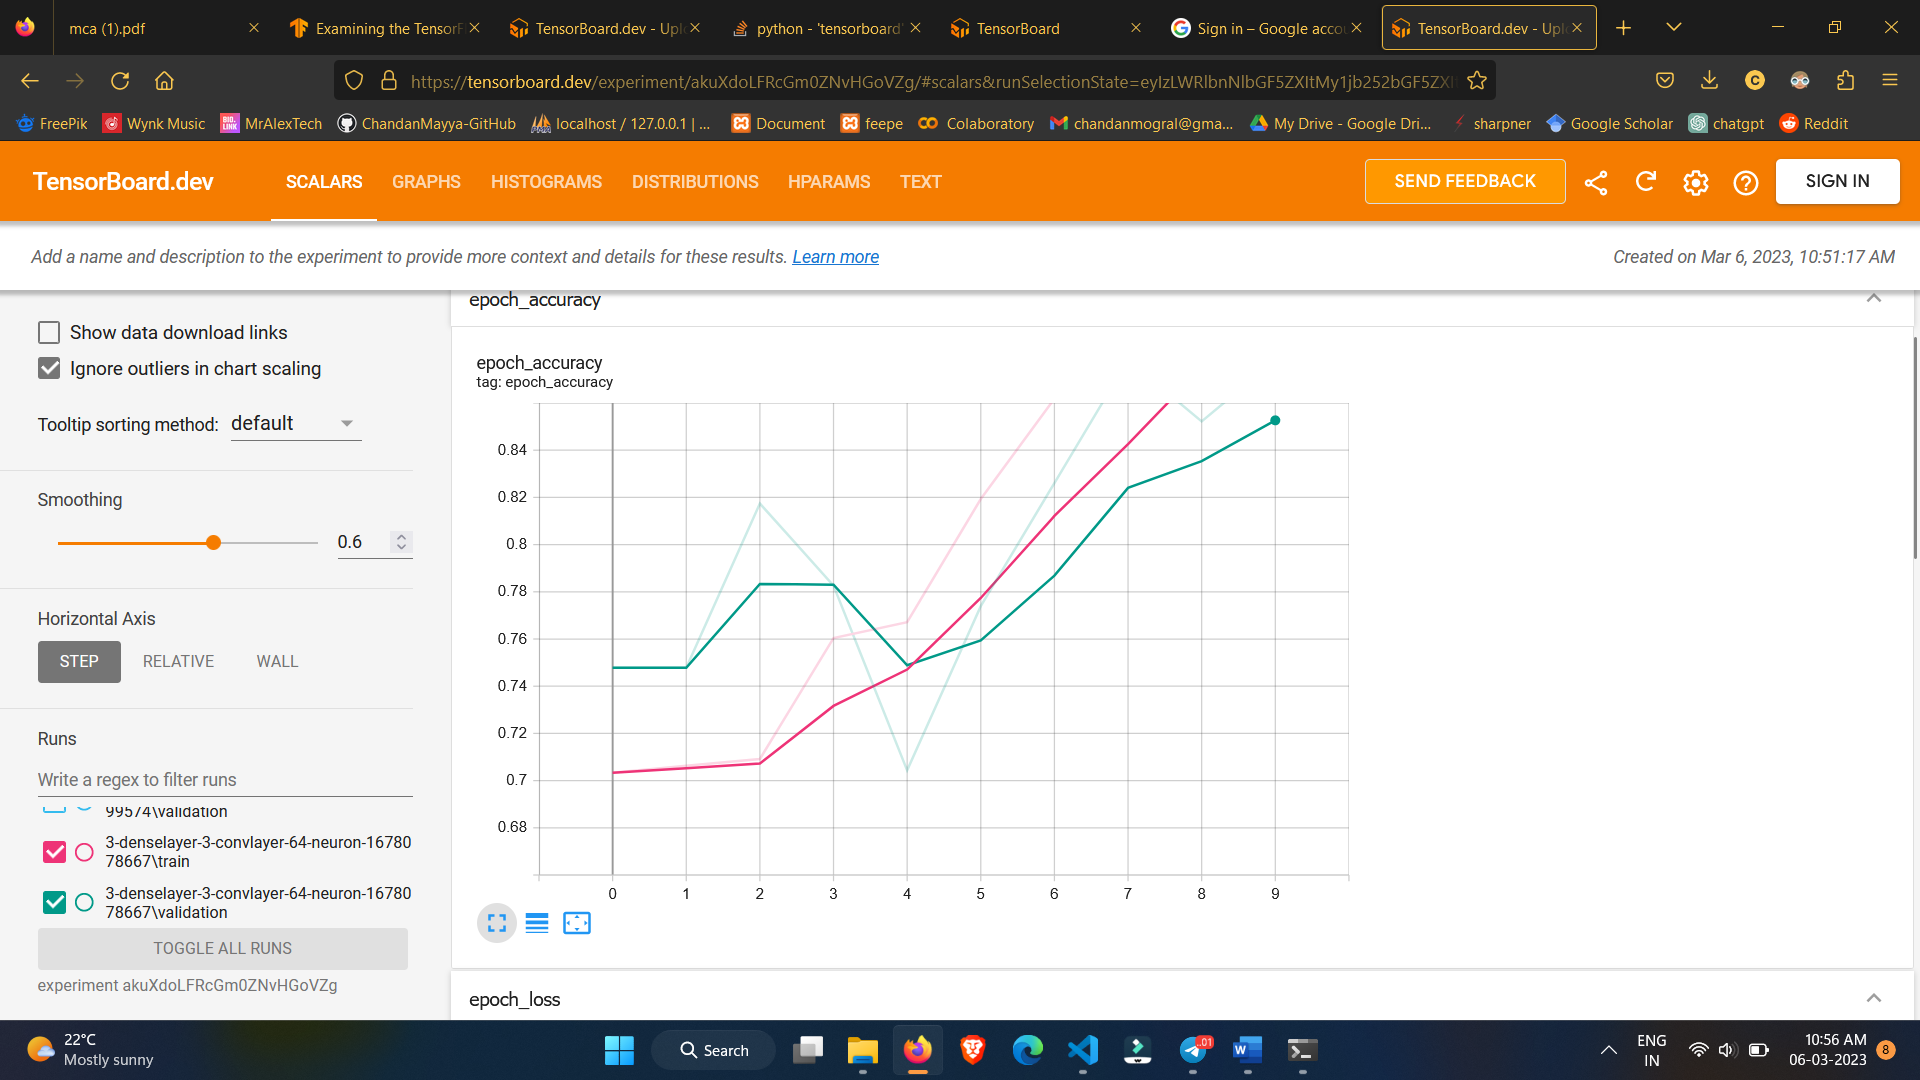 mca (1).pdf
Examining the TensorF
TensorBoard.dev - Upl
python - 'tensorboard'
TensorBoard
Sign in – Google accou
TensorBoard.dev - Upl
https://tensorboard.dev/experiment/akuXdoLFRcGm0ZNvHGoVZg/#scalars&runSelectionState=eyIzLWRlbnNlbGF5ZXItMy1jb252bGF5ZXI
FreePik
Wynk Music
MrAlexTech
ChandanMayya-GitHub
localhost / 127.0.0.1 | ...
Document
feepe
Colaboratory
chandanmogral@gma...
My Drive - Google Dri...
sharpner
Google Scholar
chatgpt
Reddit
TensorBoard.dev
SCALARS
GRAPHS
HISTOGRAMS
DISTRIBUTIONS
HPARAMS
TEXT
SEND FEEDBACK
SIGN IN
Add a name and description to the experiment to provide more context and details for these results. Learn more
Created on Mar 6, 2023, 10:51:17 AM
Show data download links
Ignore outliers in chart scaling
Tooltip sorting method: default
Smoothing
0.6
Horizontal Axis
STEP
RELATIVE
WALL
Runs
Write a regex to filter runs
99574\validation
3-denselayer-3-convlayer-64-neuron-16780
78667\train
3-denselayer-3-convlayer-64-neuron-16780
78667\validation
TOGGLE ALL RUNS
experiment akuXdoLFRcGm0ZNvHGoVZg
epoch_accuracy
epoch_accuracy
tag: epoch_accuracy
0.84
0.82
0.8
0.78
0.76
0.74
0.72
0.7
0.68
0 1 2 3 4 5 6 7 8 9
epoch_loss
22°C
Mostly sunny
Search
.01
ENG
IN
10:56 AM
06-03-2023
8